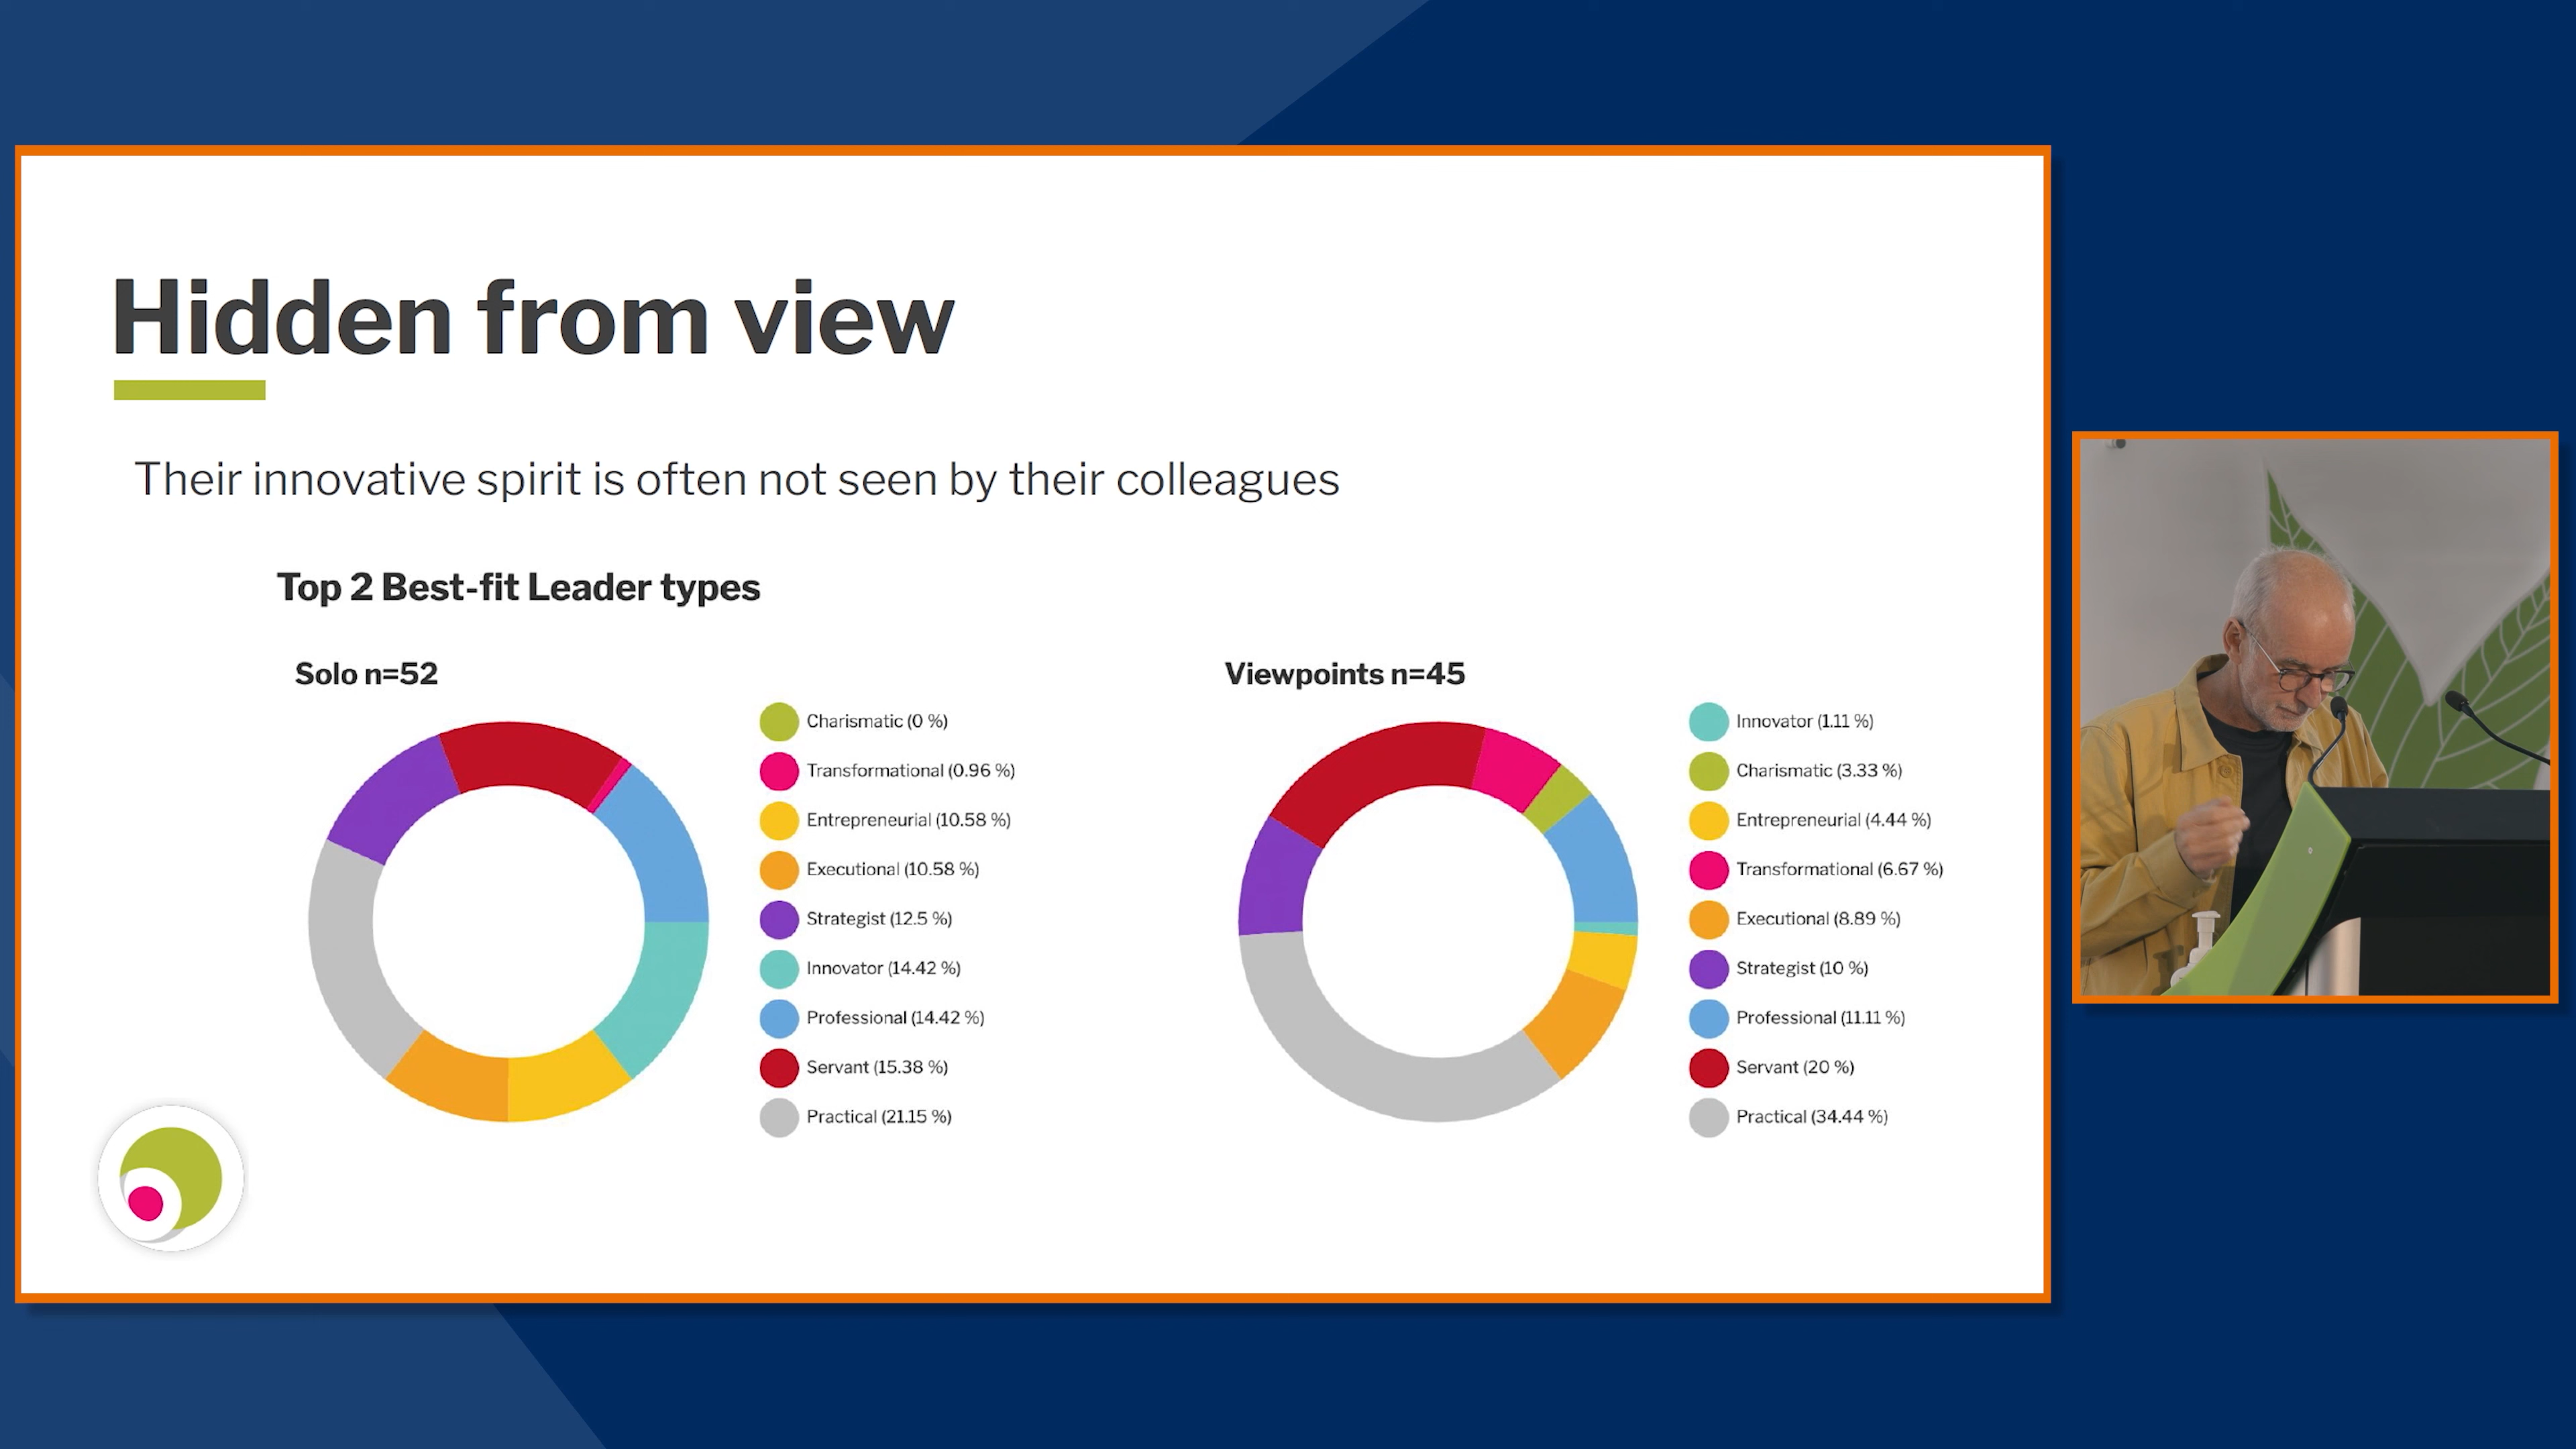 Hidden from view
Their innovative spirit is often not seen by their colleagues
Top 2 Best-fit Leader types
Solo n=52
Charismatic (0 %)
Transformational (0.96 %)
Entrepreneurial (10.58 %)
Executional (10.58 %)
Strategist (12.5 %)
Innovator (14.42 %)
Professional (14.42 %)
Servant (15.38 %)
Practical (21.15 %)
Viewpoints n=45
Innovator (1.11 %)
Charismatic (3.33 %)
Entrepreneurial (4.44 %)
Transformational (6.67 %)
Executional (8.89 %)
Strategist (10 %)
Professional (11.11 %)
Servant (20 %)
Practical (34.44 %)